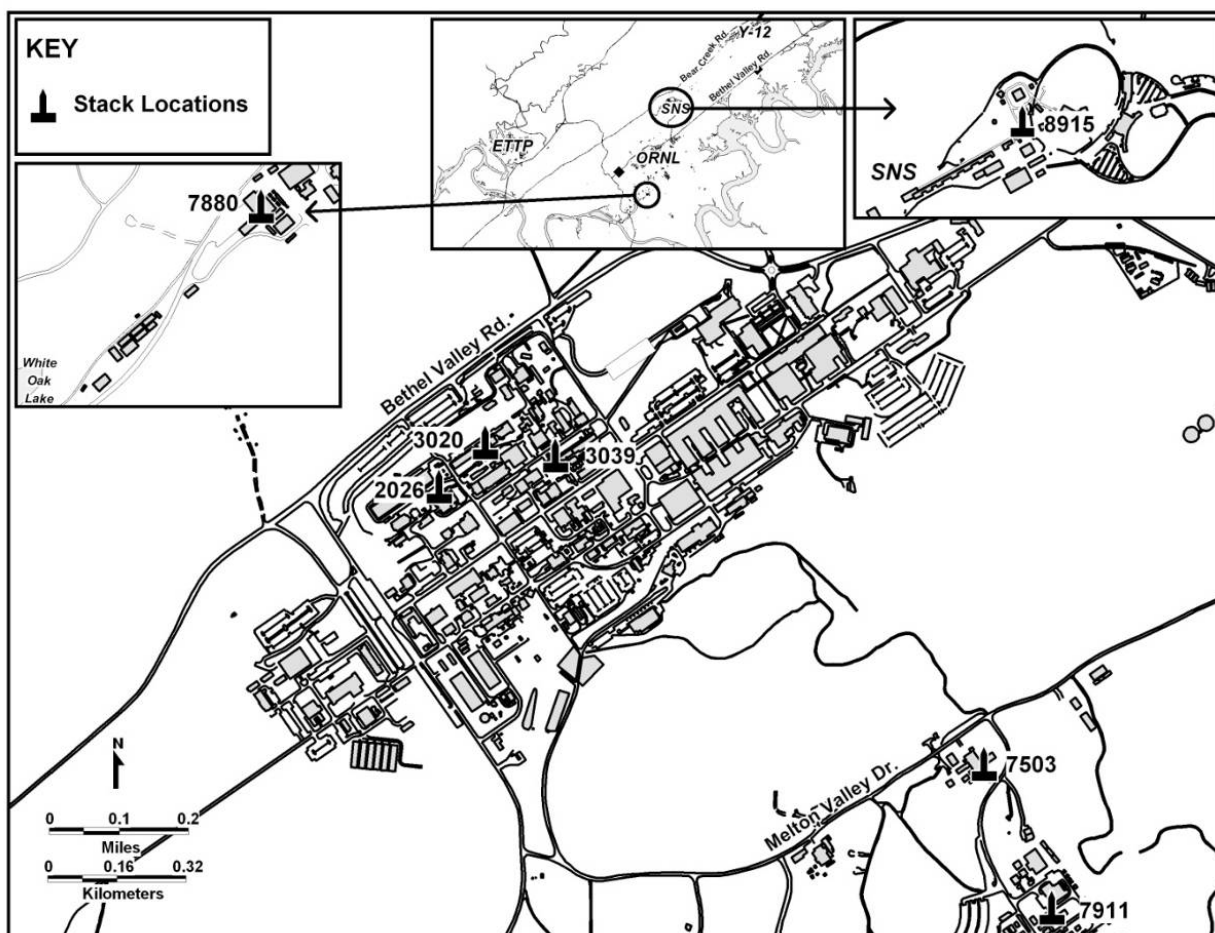 KEY
Stack Locations
Y-12
Bear Creek Rd.
Bethel Valley Rd.
SNS
ETTP
ORNL
8915
SNS
7880
White
Oak
Lake
Bethel Valley Rd.
3020
3039
2026
N
0 0.1 0.2
Miles
0 0.16 0.32
Kilometers
Melton Valley Dr.
7503
7911